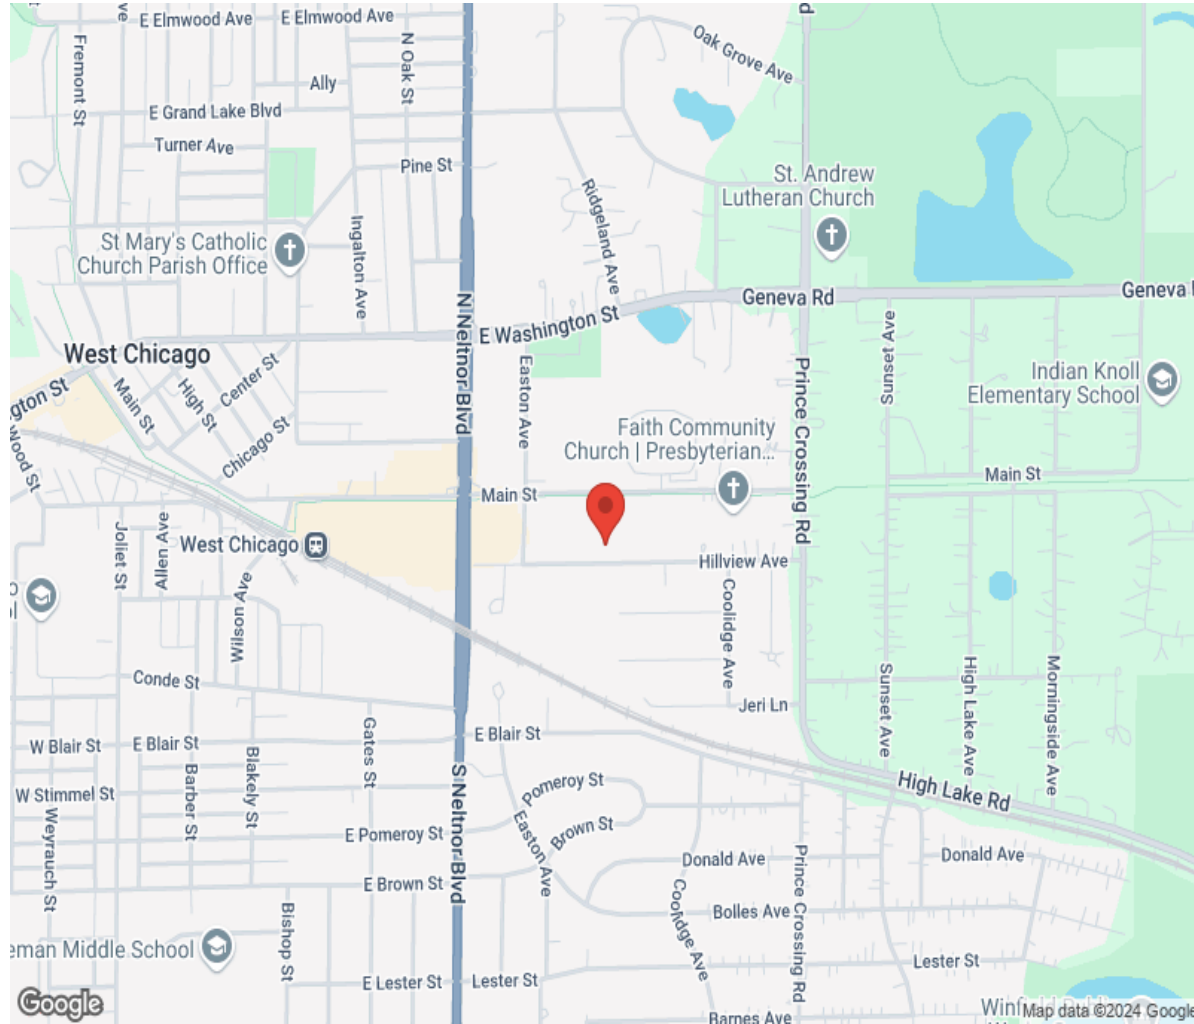 E Elmwood Ave
E Elmwood Ave
Fremont St
N Oak St
Oak Grove Ave
Ally
E Grand Lake Blvd
Turner Ave
Pine St
St. Andrew
Lutheran Church
Ridgeland Ave
Ingalton Ave
St Mary's Catholic
Church Parish Office
N Neltnor Blvd
E Washington St
Geneva Rd
Geneva
West Chicago
Sunset Ave
Prince Crossing Rd
Easton Ave
Center St
High St
Main St
Chicago St
Indian Knoll
Elementary School
Faith Community
Church | Presbyterian...
gton St
Wood St
Main St
Main St
Joliet St
Allen Ave
West Chicago
Wilson Ave
Hillview Ave
Coolidge Ave
Conde St
Jeri Ln
Sunset Ave
High Lake Ave
Morningside Ave
Gates St
W Blair St
E Blair St
E Blair St
Blakely St
Barber St
W Stimmel St
Weyrauch St
S Neltnor Blvd
Pomeroy St
High Lake Rd
E Pomeroy St
Brown St
Easton Ave
Donald Ave
Donald Ave
Prince Crossing Rd
E Brown St
Coolidge Ave
Bolles Ave
Bishop St
eman Middle School
Lester St
E Lester St
Lester St
Barnes Ave
Google
Map data ©2024 Google